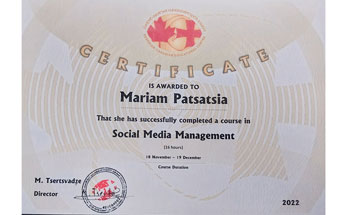 CERTIFICATE
IS AWARDED TO
Mariam Patsatsia
That she has successfully completed a course in
Social Media Management
18 November - 19 December
Course Duration
M. Tsertsvadze
Director
2022